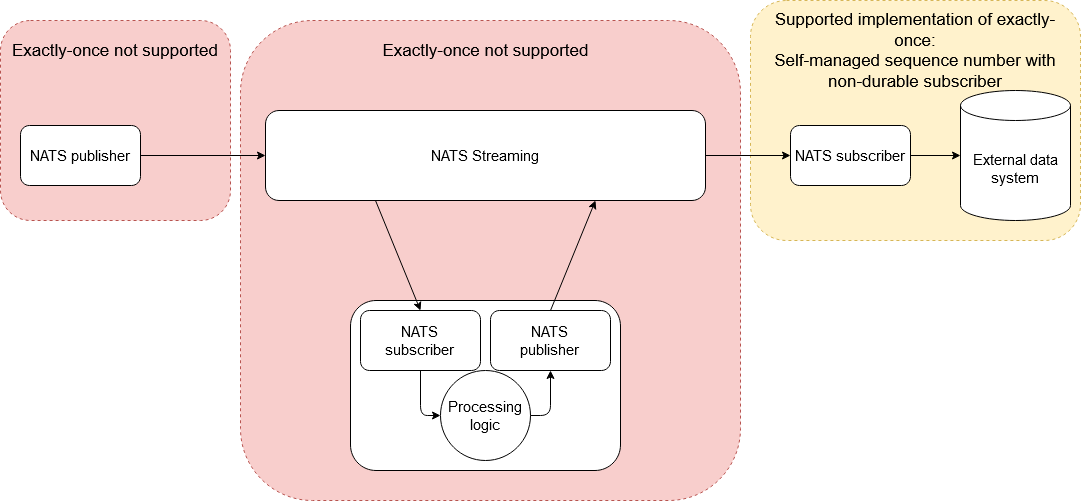 Exactly-once not supported
NATS publisher
Exactly-once not supported
NATS Streaming
NATS
subscriber
NATS
publisher
Processing
logic
Supported implementation of exactly-
once:
Self-managed sequence number with
non-durable subscriber
NATS subscriber
External data
system